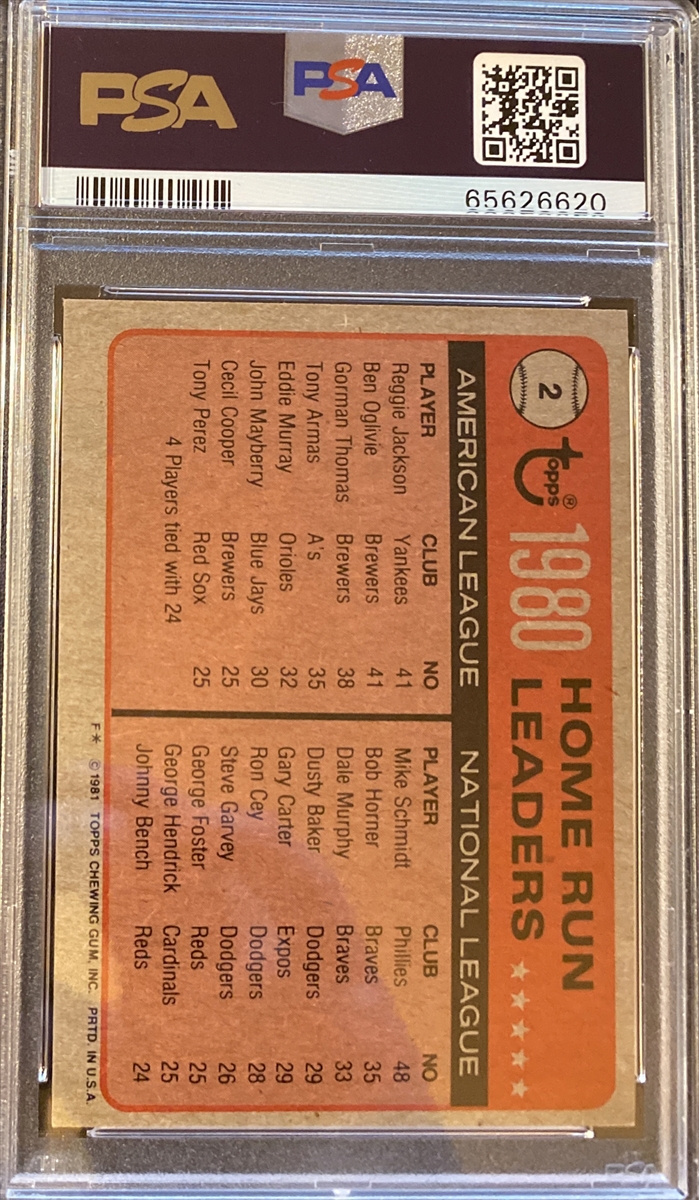 PSA
PSA
65626620
2
topps®
1980 HOME RUN
LEADERS
AMERICAN LEAGUE
PLAYER CLUB NO
Reggie Jackson Yankees 41
Ben Oglivie Brewers 41
Gorman Thomas Brewers 38
Tony Armas A's 35
Eddie Murray Orioles 32
John Mayberry Blue Jays 30
Cecil Cooper Brewers 25
Tony Perez Red Sox 25
4 Players tied with 24
NATIONAL LEAGUE
PLAYER CLUB NO
Mike Schmidt Phillies 48
Bob Horner Braves 35
Dale Murphy Braves 33
Dusty Baker Dodgers 29
Gary Carter Expos 29
Ron Cey Dodgers 28
Steve Garvey Dodgers 26
George Foster Reds 25
George Hendrick Cardinals 25
Johnny Bench Reds 24
F* ©1981 TOPPS CHEWING GUM, INC. PRTD. IN U.S.A.
PSA